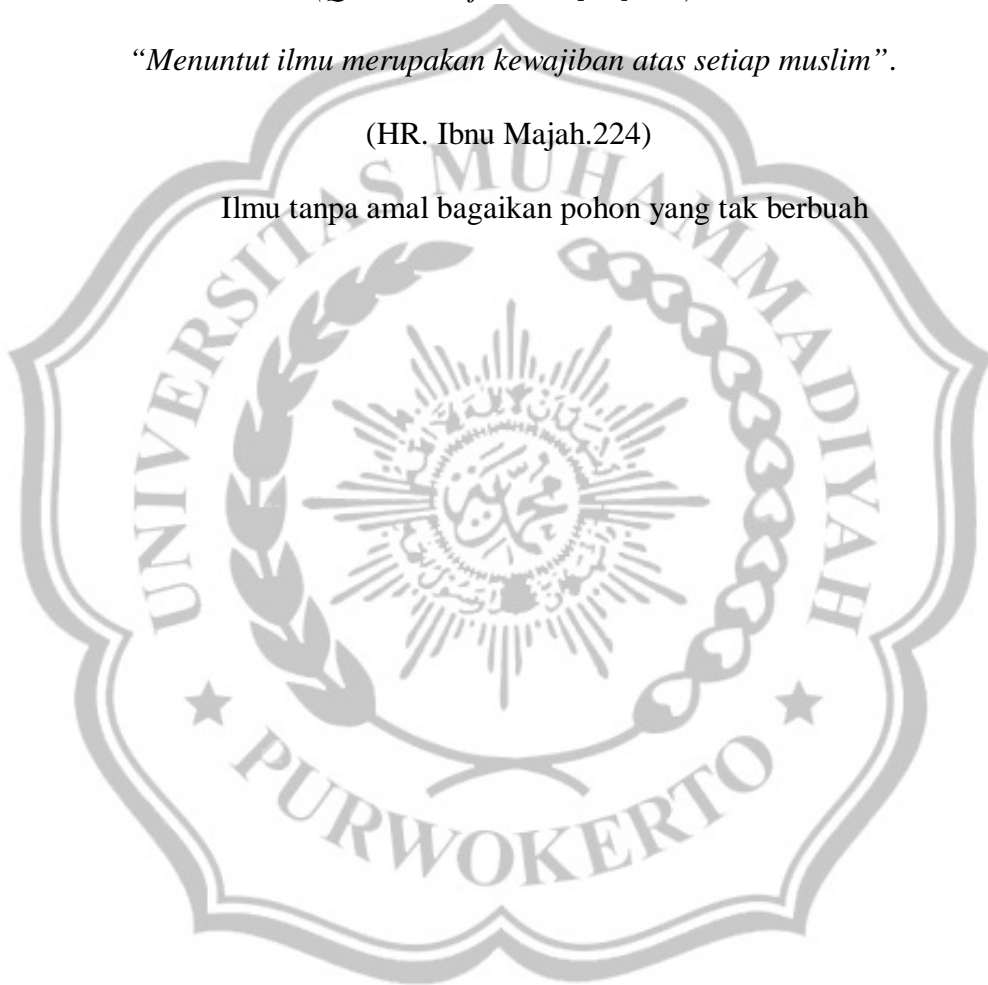 “Menuntut ilmu merupakan kewajiban atas setiap muslim”.
(HR. Ibnu Majah.224)
Ilmu tanpa amal bagaikan pohon yang tak berbuah
UNIVERSITAS MUHAMMADIYAH
PURWOKERTO